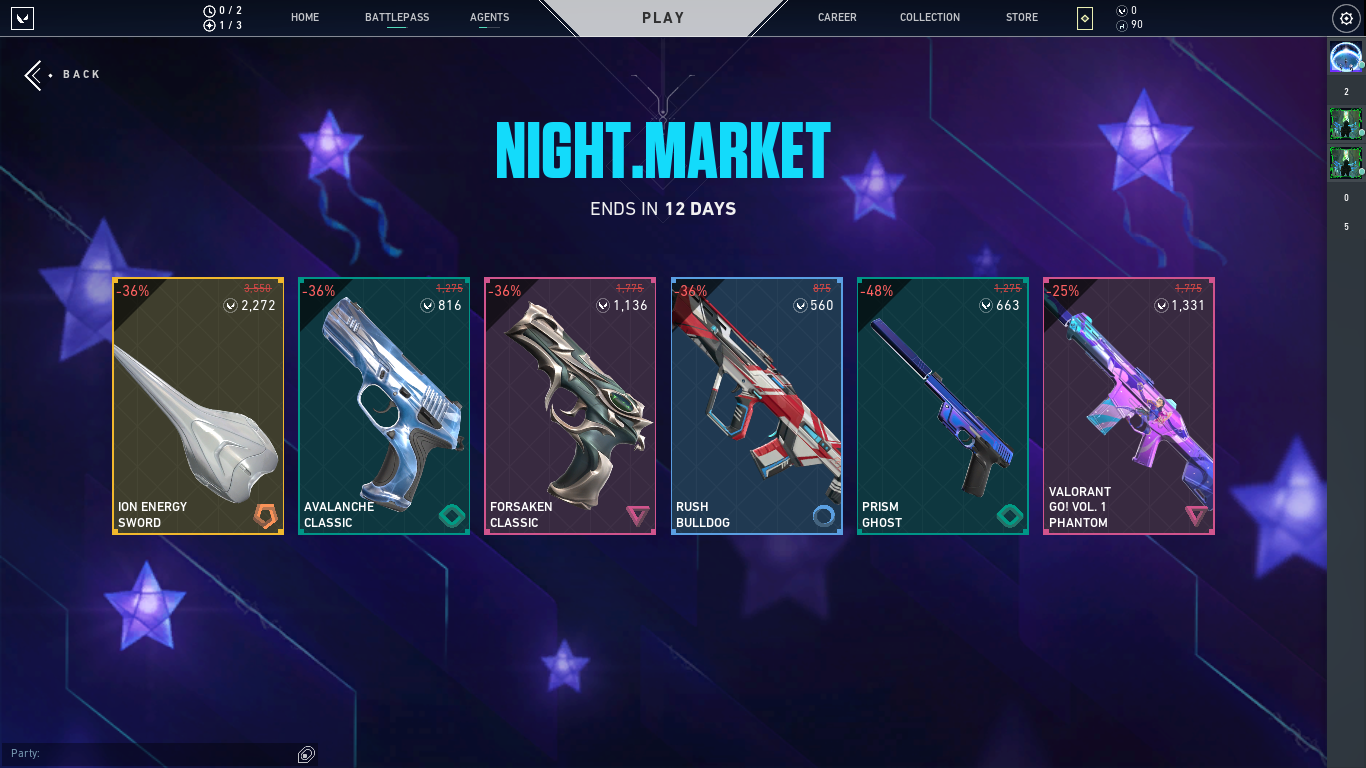 0 / 2
1 / 3
HOME
BATTLEPASS
AGENTS
PLAY
CAREER
COLLECTION
STORE
0
90
BACK
NIGHT.MARKET
ENDS IN 12 DAYS
-36%
3,550
2,272
ION ENERGY
SWORD
-36%
1,275
816
AVALANCHE
CLASSIC
-36%
1,775
1,136
FORSAKEN
CLASSIC
-36%
875
560
RUSH
BULLDOG
-48%
1,275
663
PRISM
GHOST
-25%
1,775
1,331
VALORANT
GO! VOL. 1
PHANTOM
2
0
5
Party: